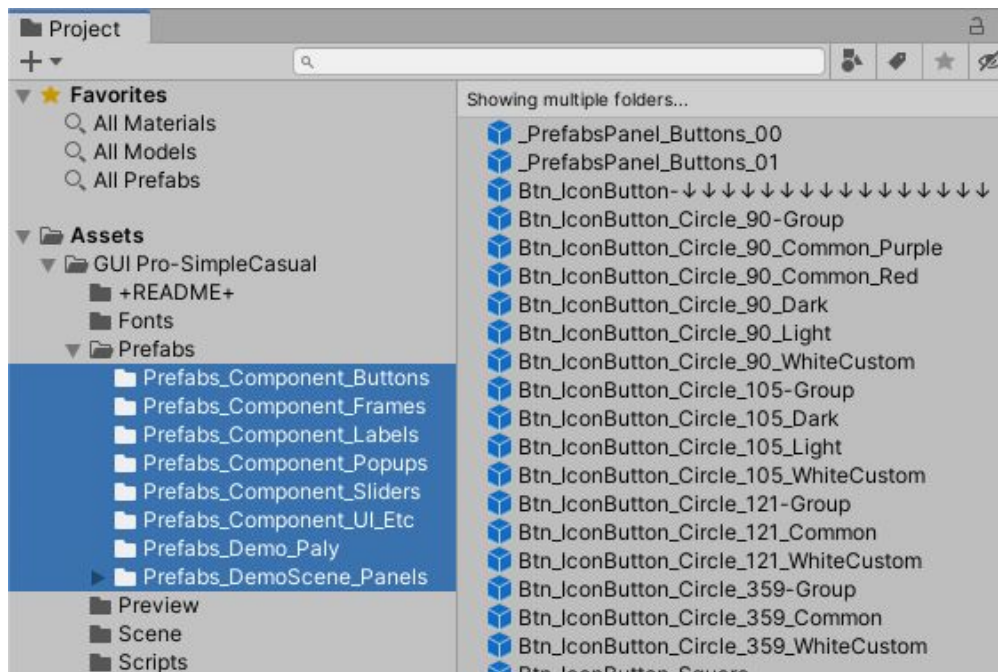 Project
Favorites
All Materials
All Models
All Prefabs
Assets
GUI Pro-SimpleCasual
+README+
Fonts
Prefabs
Prefabs_Component_Buttons
Prefabs_Component_Frames
Prefabs_Component_Labels
Prefabs_Component_Popups
Prefabs_Component_Sliders
Prefabs_Component_UI_Etc
Prefabs_Demo_Paly
Prefabs_DemoScene_Panels
Preview
Scene
Scripts
Showing multiple folders...
_PrefabsPanel_Buttons_00
_PrefabsPanel_Buttons_01
Btn_IconButton-↓↓↓↓↓↓↓↓↓↓↓↓↓↓↓↓
Btn_IconButton_Circle_90-Group
Btn_IconButton_Circle_90_Common_Purple
Btn_IconButton_Circle_90_Common_Red
Btn_IconButton_Circle_90_Dark
Btn_IconButton_Circle_90_Light
Btn_IconButton_Circle_90_WhiteCustom
Btn_IconButton_Circle_105-Group
Btn_IconButton_Circle_105_Dark
Btn_IconButton_Circle_105_Light
Btn_IconButton_Circle_105_WhiteCustom
Btn_IconButton_Circle_121-Group
Btn_IconButton_Circle_121_Common
Btn_IconButton_Circle_121_WhiteCustom
Btn_IconButton_Circle_359-Group
Btn_IconButton_Circle_359_Common
Btn_IconButton_Circle_359_WhiteCustom